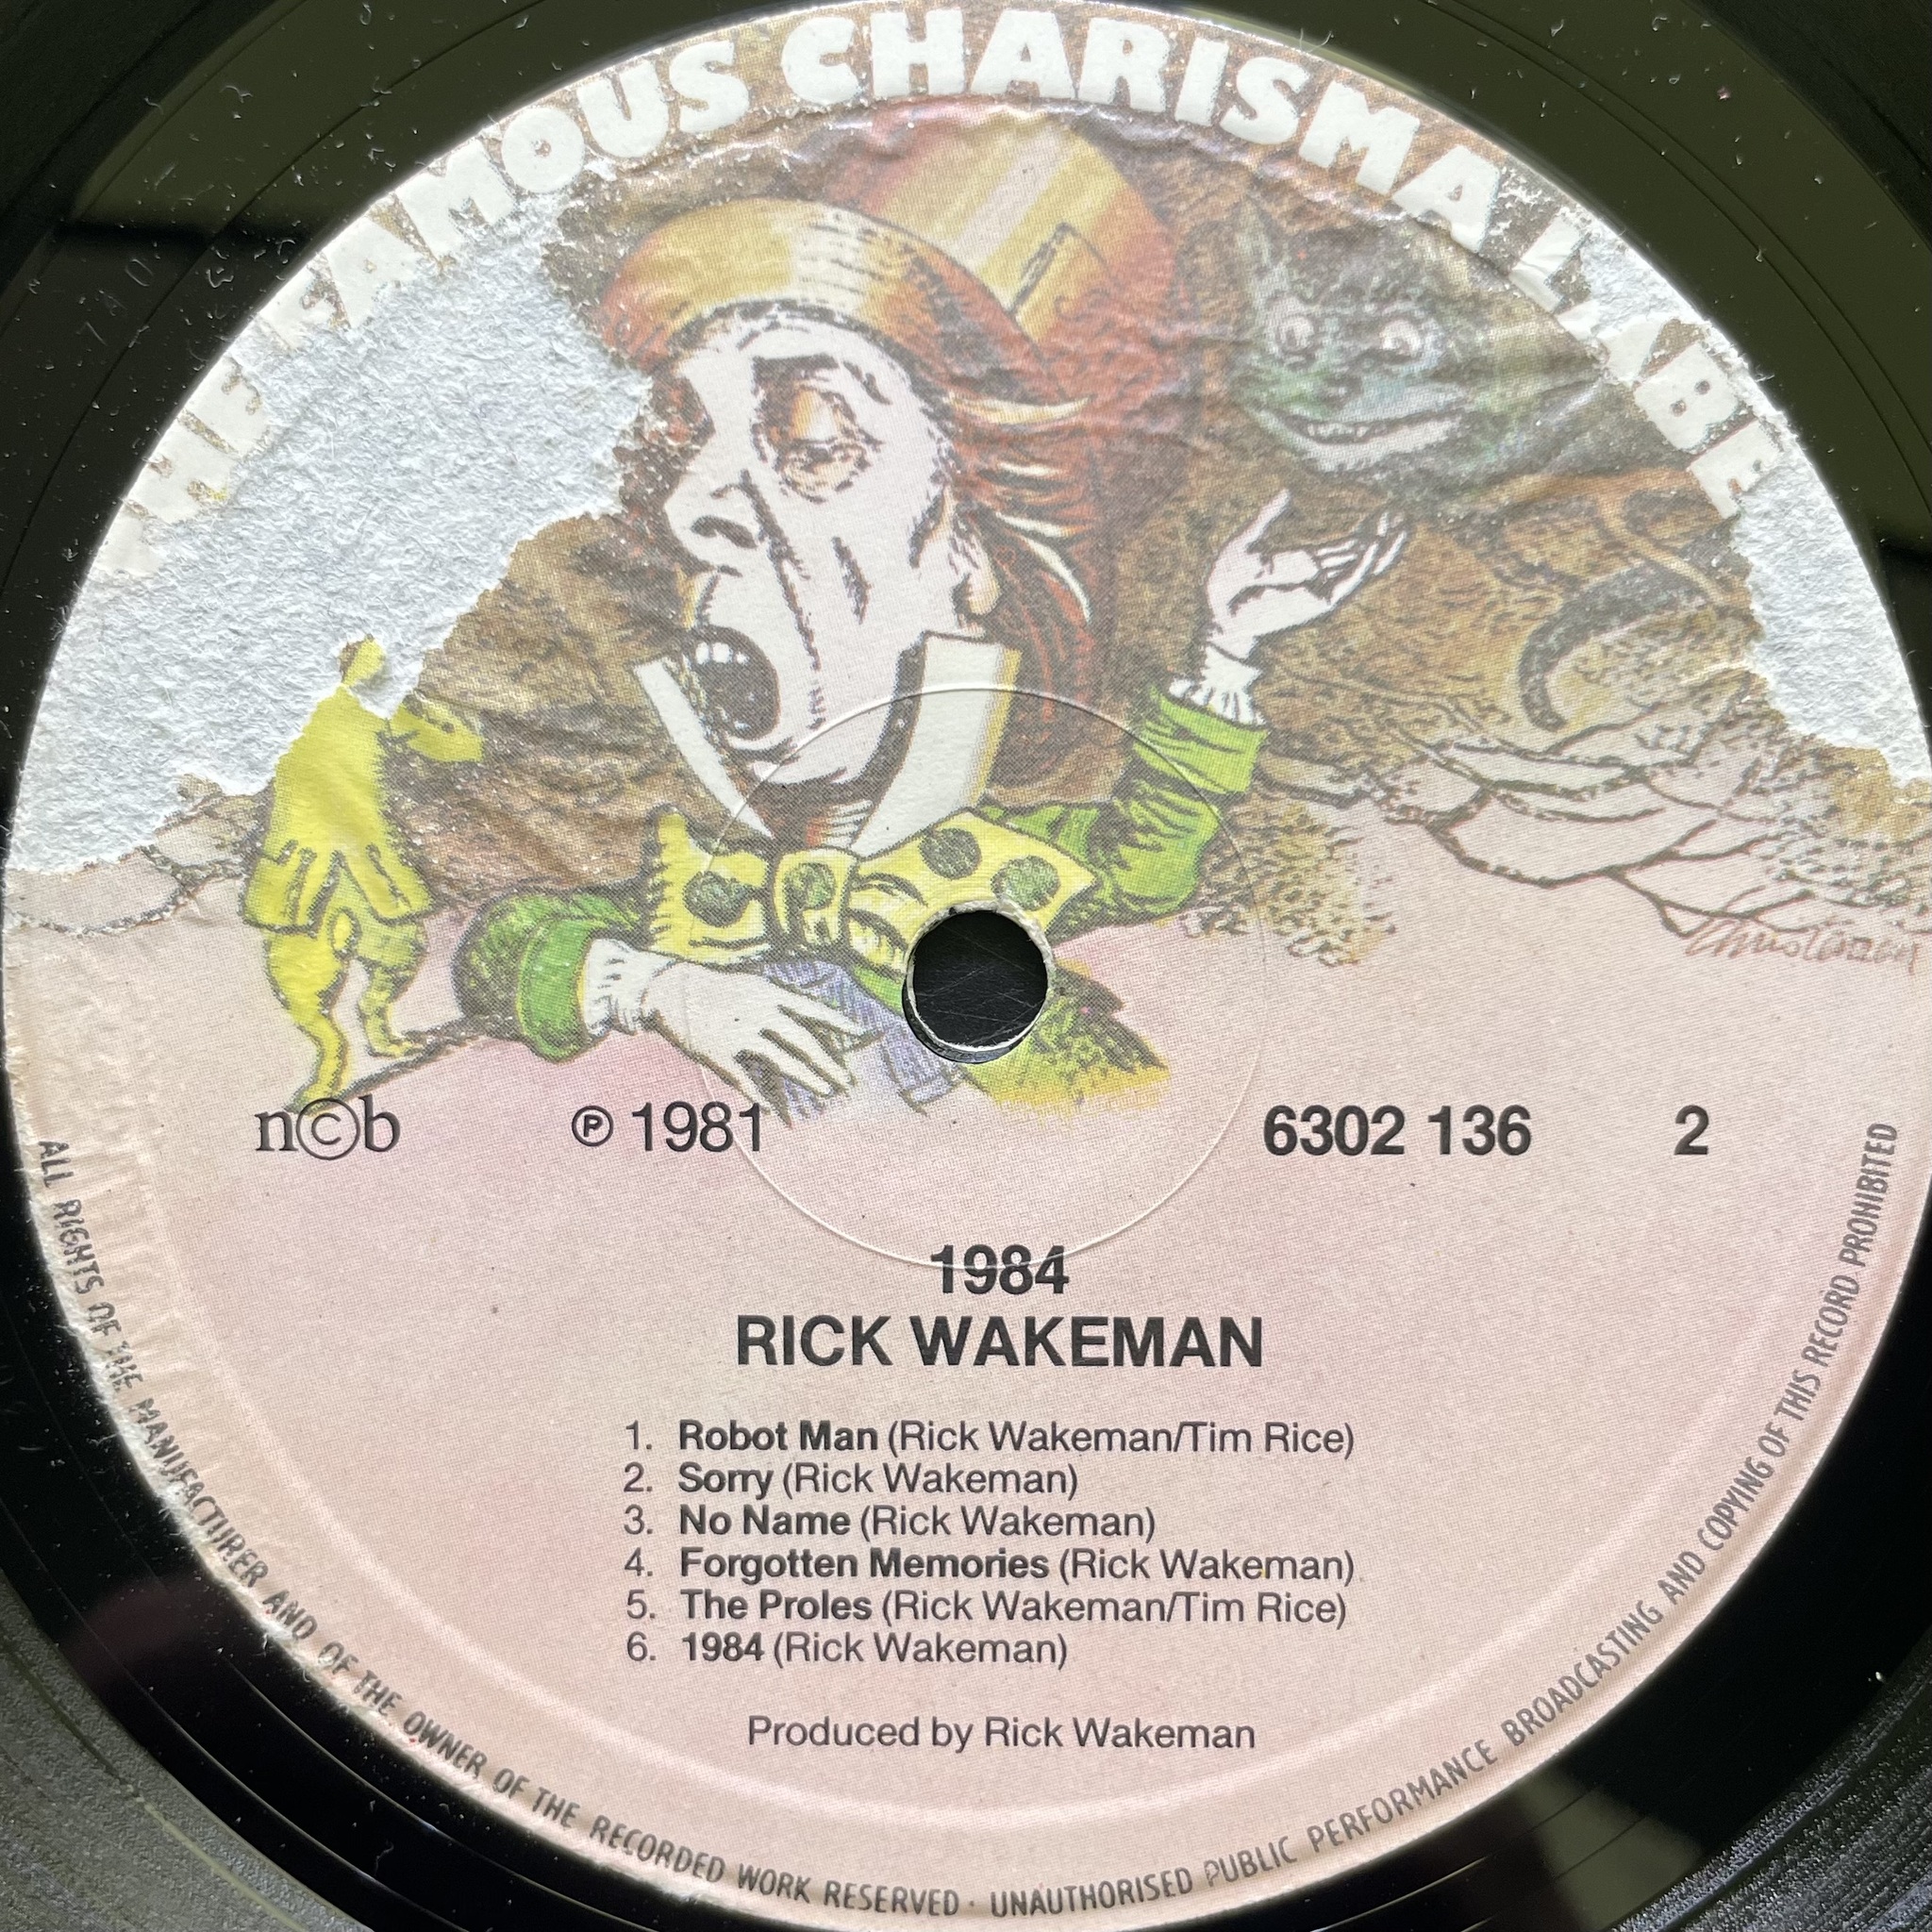 THE FAMOUS CHARISMA LABE
n©b
℗ 1981
6302 136
2
1984
RICK WAKEMAN
1. Robot Man (Rick Wakeman/Tim Rice)
2. Sorry (Rick Wakeman)
3. No Name (Rick Wakeman)
4. Forgotten Memories (Rick Wakeman)
5. The Proles (Rick Wakeman/Tim Rice)
6. 1984 (Rick Wakeman)
Produced by Rick Wakeman
ALL RIGHTS OF THE MANUFACTURER AND OF THE OWNER OF THE RECORDED WORK RESERVED · UNAUTHORISED PUBLIC PERFORMANCE BROADCASTING AND COPYING OF THIS RECORD PROHIBITED